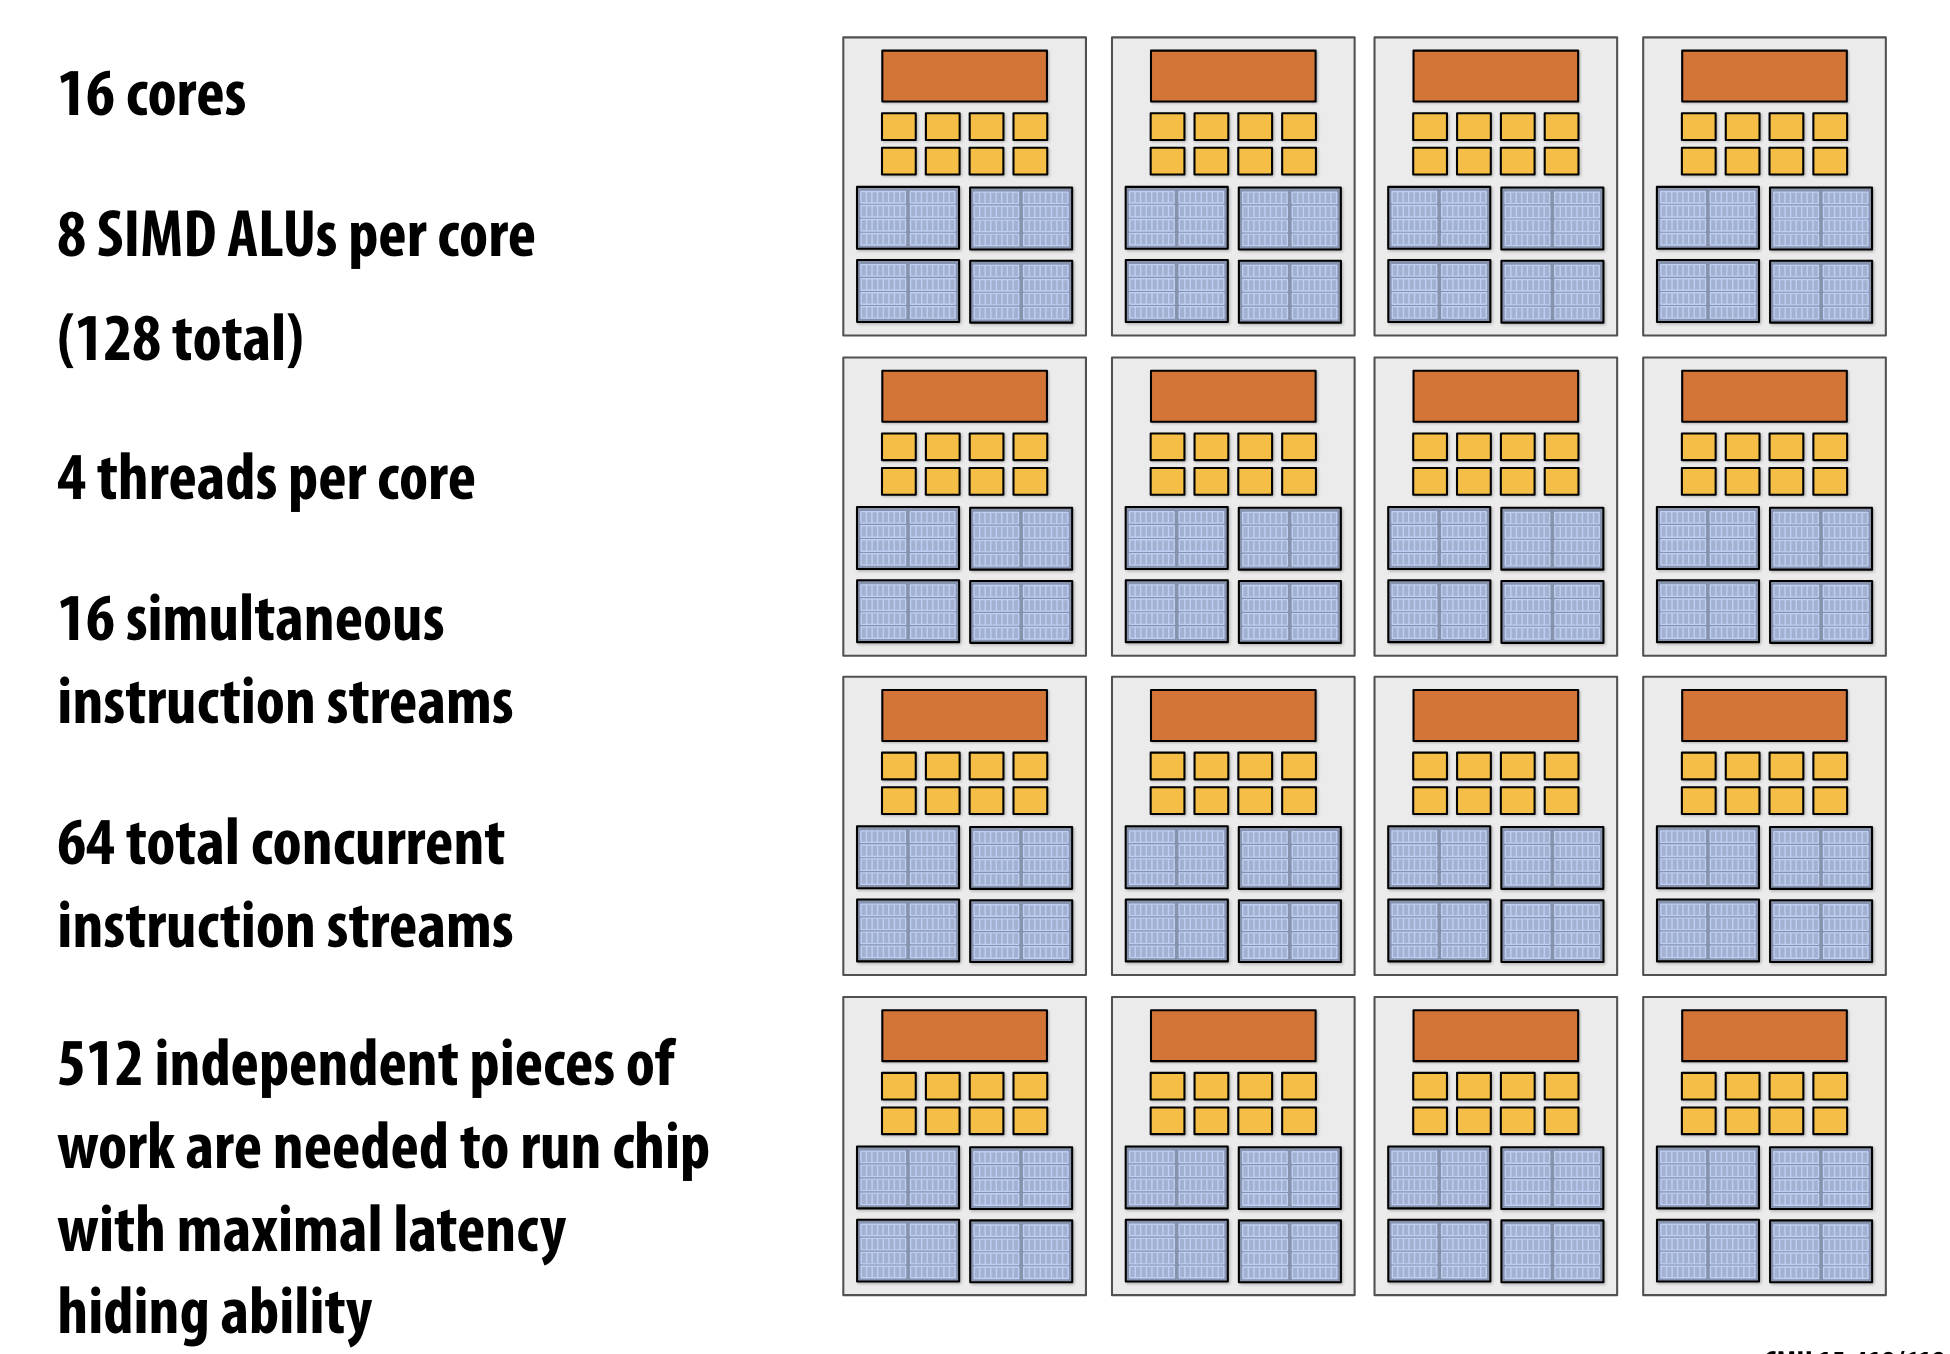 16 cores
8 SIMD ALUs per core
(128 total)
4 threads per core
16 simultaneous
instruction streams
64 total concurrent
instruction streams
512 independent pieces of
work are needed to run chip
with maximal latency
hiding ability